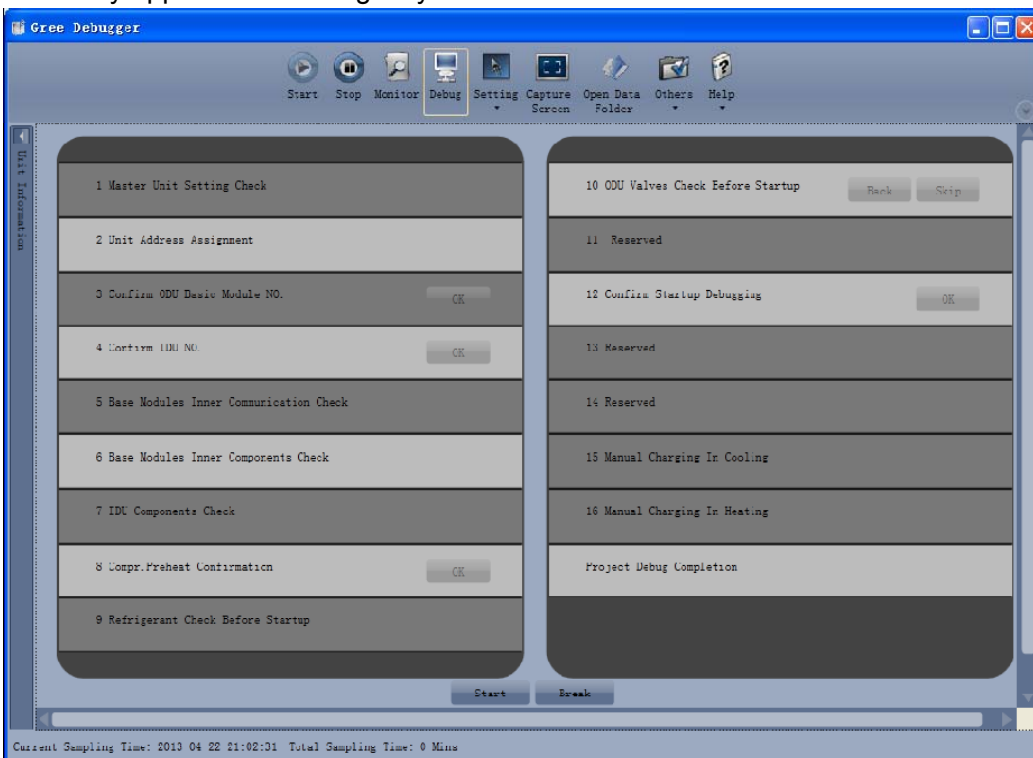 Gree Debugger
Start Stop Monitor Debug Setting Capture Screen Open Data Folder Others Help
Unit Information
1 Master Unit Setting Check
2 Unit Address Assignment
3 Confirm ODU Basic Module NO. OK
4 Confirm IDU NO. OK
5 Base Modules Inner Communication Check
6 Base Modules Inner Components Check
7 IDU Components Check
8 Compr.Preheat Confirmation OK
9 Refrigerant Check Before Startup
10 ODU Valves Check Before Startup Back Skip
11 Reserved
12 Confirm Startup Debugging OK
13 Reserved
14 Reserved
15 Manual Charging In Cooling
16 Manual Charging In Heating
Project Debug Completion
Start Break
Current Sampling Time: 2013 04 22 21:02:31 Total Sampling Time: 0 Mins